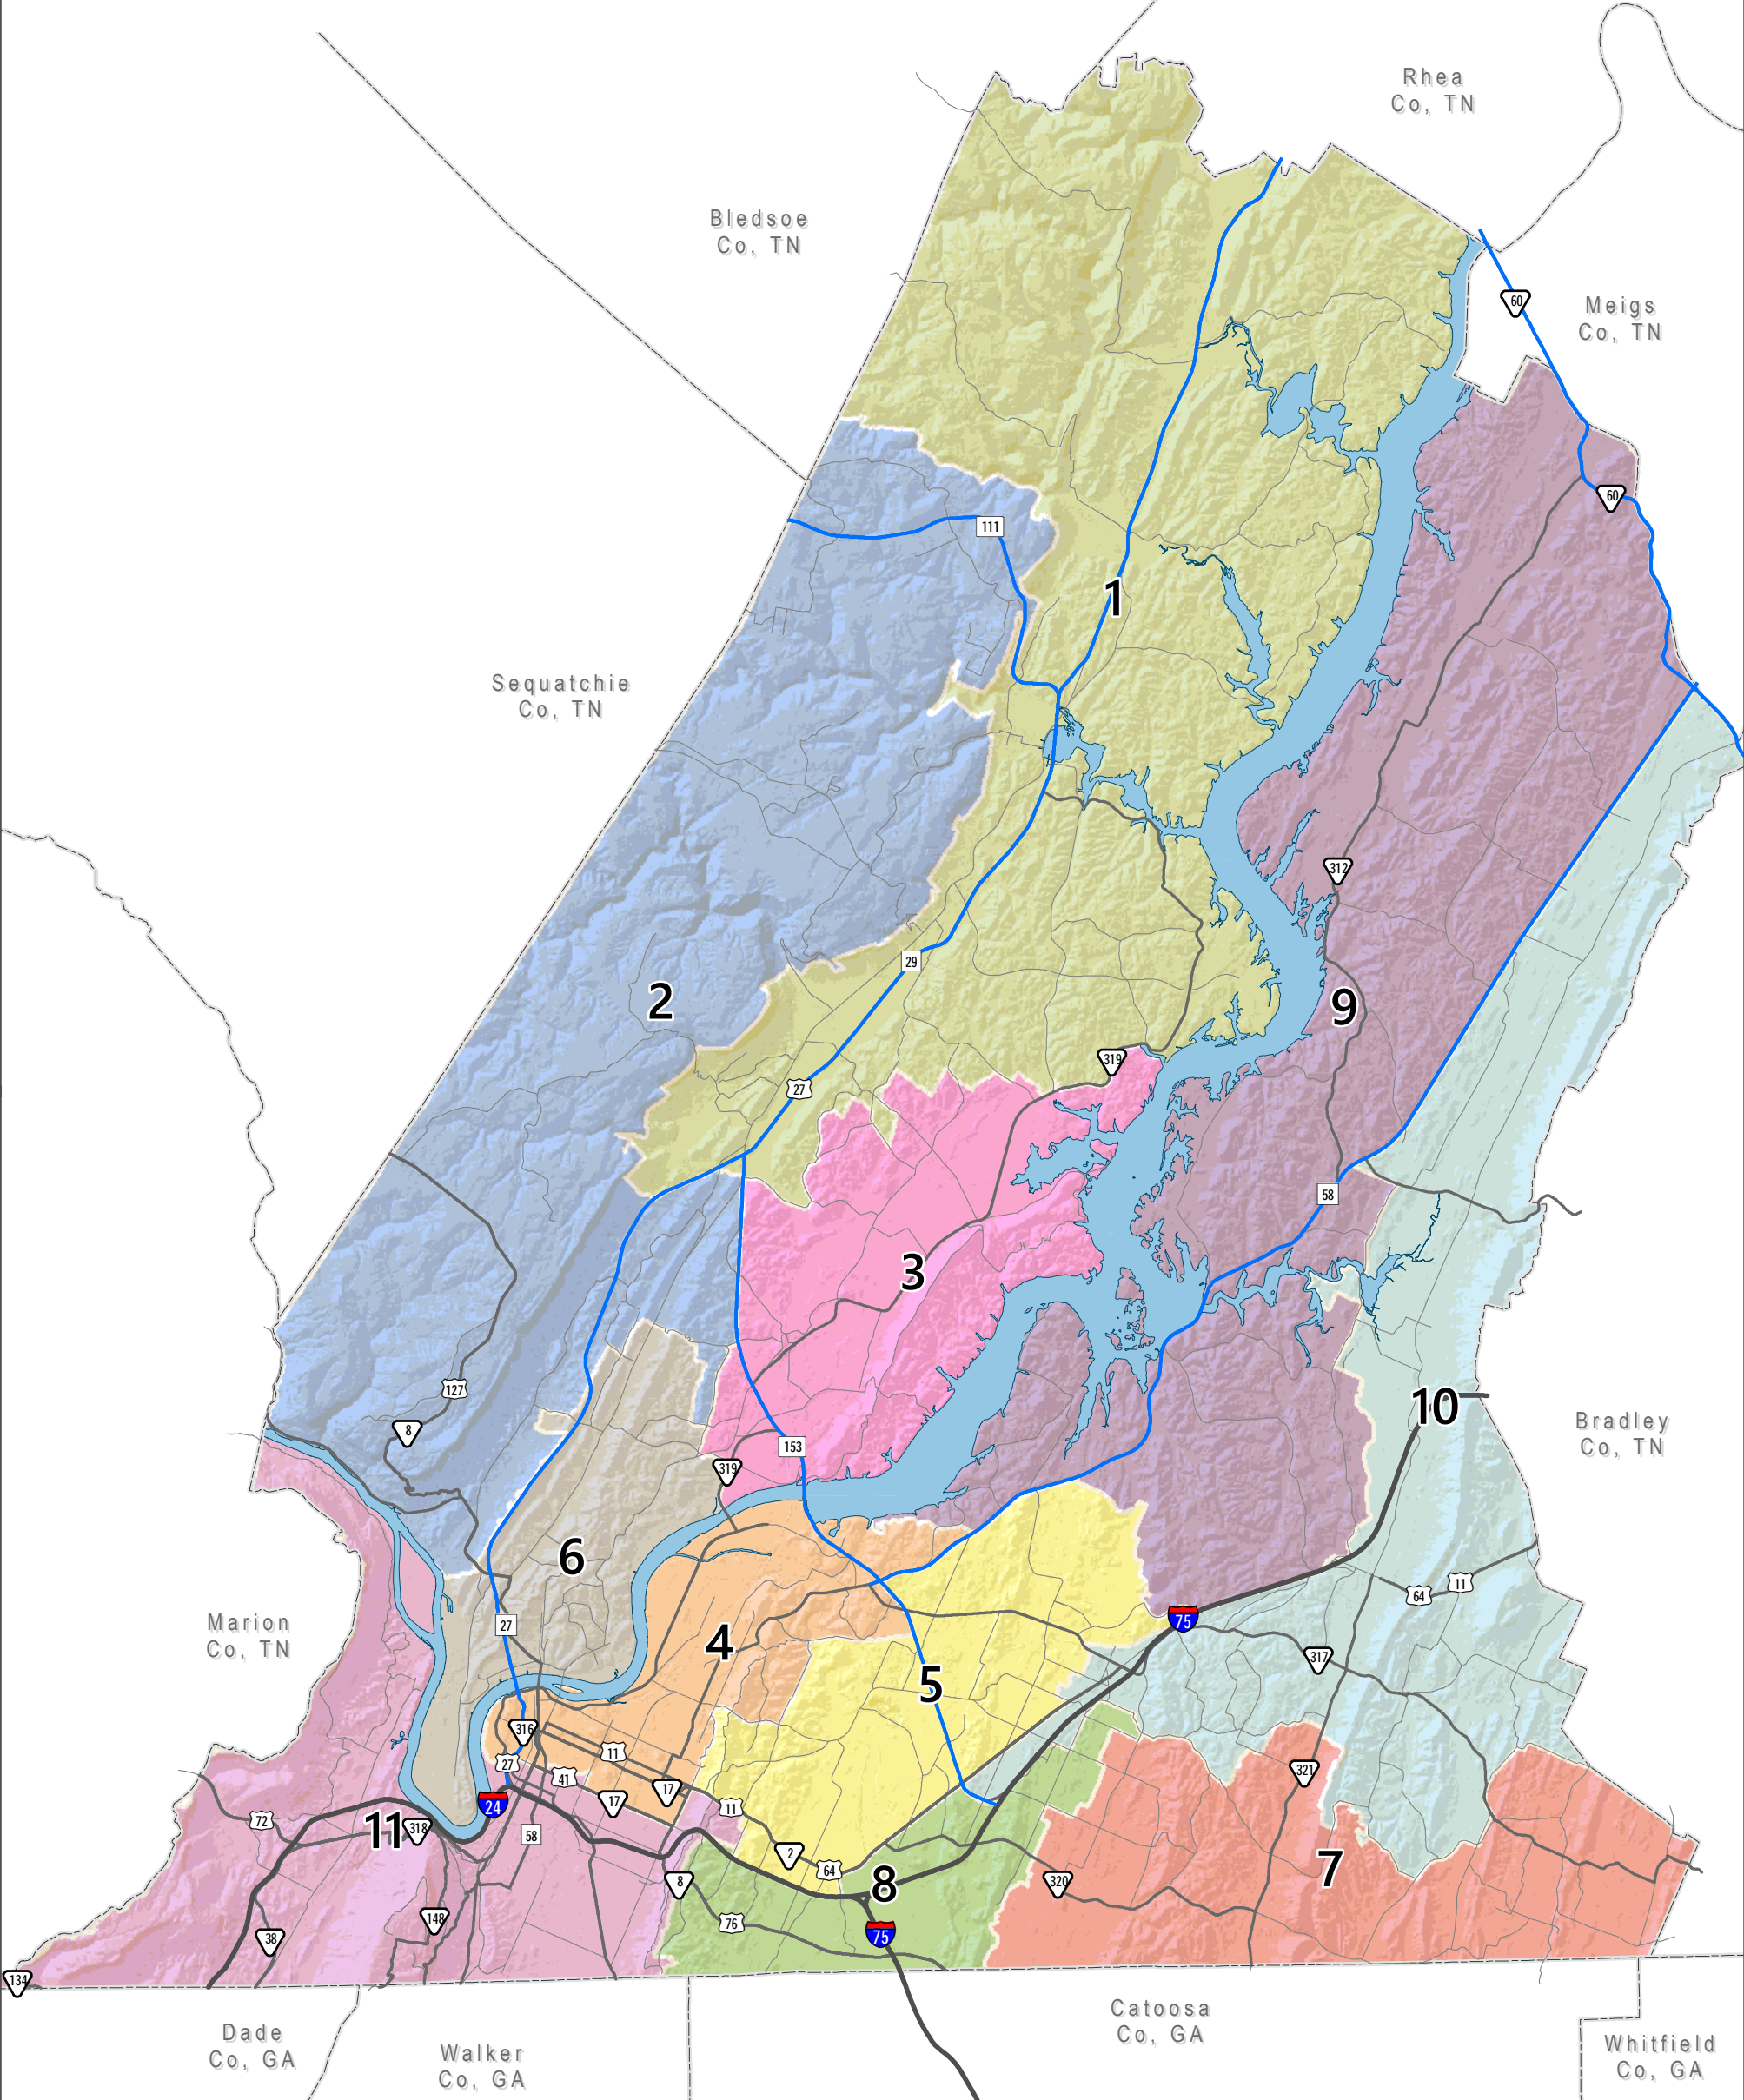 Rhea
Co, TN
Bledsoe
Co, TN
60
Meigs
Co, TN
60
111
1
Sequatchie
Co, TN
312
29
2
9
319
27
58
3
127
10
8
Bradley
Co, TN
153
319
6
11
64
75
27
Marion
Co, TN
4
317
5
316
11
27
41
321
17
17
24
11
72
318
11
58
2
64
7
8
8
320
148
76
75
38
134
Catoosa
Co, GA
Dade
Co, GA
Walker
Co, GA
Whitfield
Co, GA